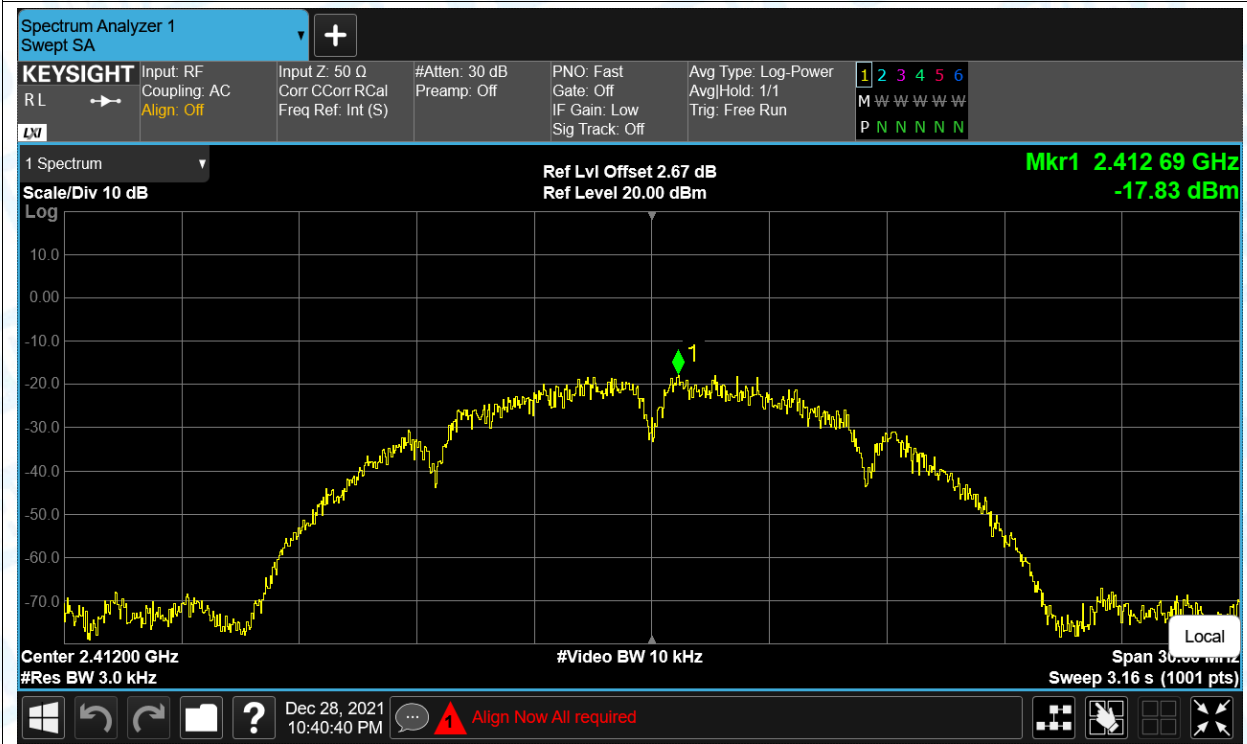 Spectrum Analyzer 1
Swept SA
KEYSIGHT
R L
LXI
Input: RF
Coupling: AC
Align: Off
Input Z: 50 Ω
Corr CCorr RCal
Freq Ref: Int (S)
#Atten: 30 dB
Preamp: Off
PNO: Fast
Gate: Off
IF Gain: Low
Sig Track: Off
Avg Type: Log-Power
Avg|Hold: 1/1
Trig: Free Run
1 2 3 4 5 6
M W W W W W
P N N N N N
1 Spectrum
Scale/Div 10 dB
Log
Ref Lvl Offset 2.67 dB
Ref Level 20.00 dBm
Mkr1 2.412 69 GHz
-17.83 dBm
10.0
0.00
-10.0
-20.0
-30.0
-40.0
-50.0
-60.0
-70.0
1
Local
Center 2.41200 GHz
#Res BW 3.0 kHz
#Video BW 10 kHz
Span 30.00 MHz
Sweep 3.16 s (1001 pts)
?
Dec 28, 2021
10:40:40 PM
1
Align Now All required